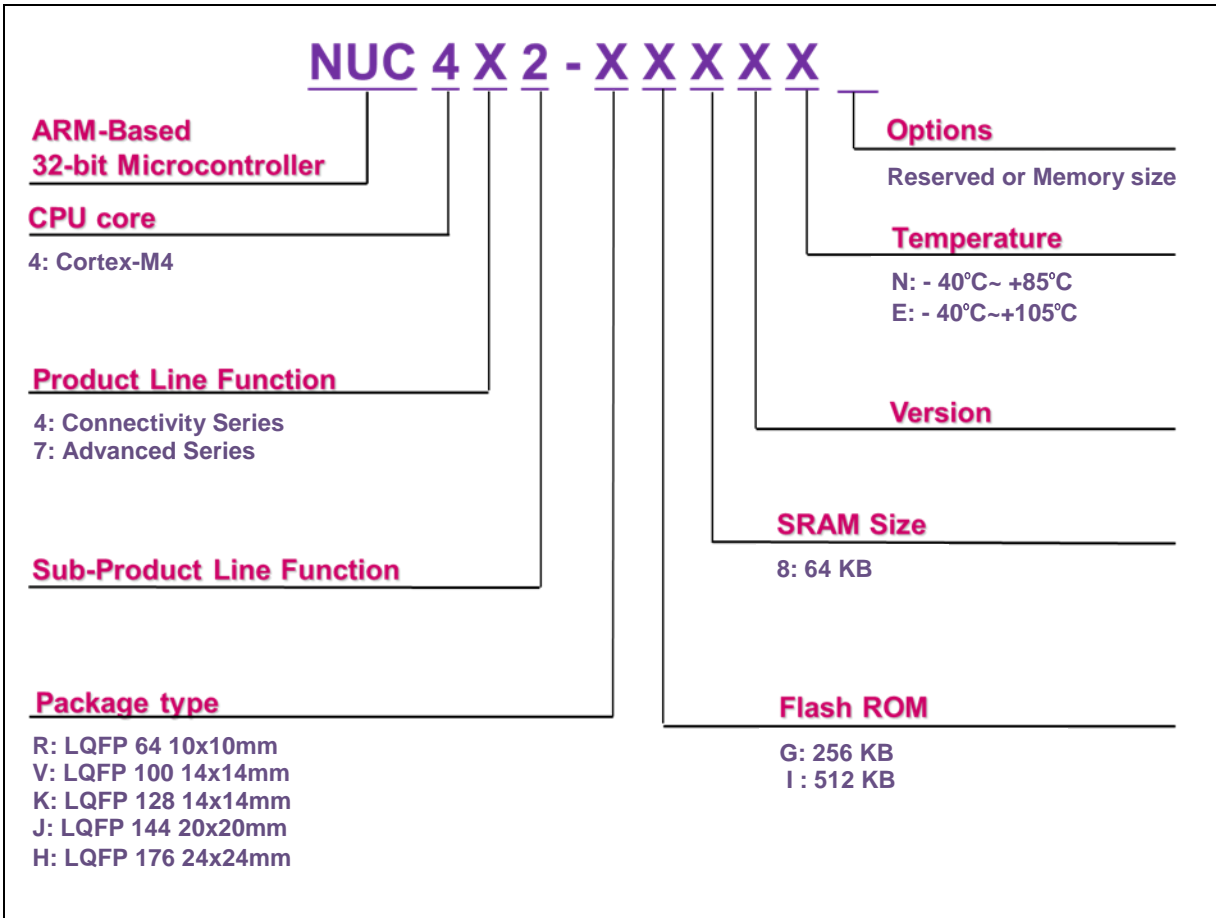 NUC 4 X 2 - X X X X X
ARM-Based
32-bit Microcontroller
CPU core
4: Cortex-M4
Product Line Function
4: Connectivity Series
7: Advanced Series
Sub-Product Line Function
Package type
R: LQFP 64 10x10mm
V: LQFP 100 14x14mm
K: LQFP 128 14x14mm
J: LQFP 144 20x20mm
H: LQFP 176 24x24mm
Options
Reserved or Memory size
Temperature
N: - 40°C~ +85°C
E: - 40°C~+105°C
Version
SRAM Size
8: 64 KB
Flash ROM
G: 256 KB
I : 512 KB